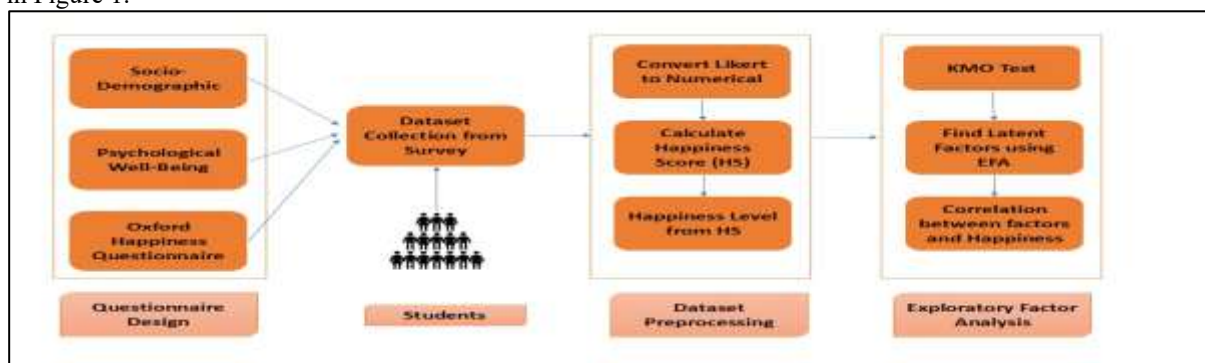 in Figure 1.
Socio-
Demographic
Psychological
Well-Being
Oxford
Happiness
Questionnaire
Questionnaire
Design
Dataset
Collection from
Survey
Students
Convert Likert
to Numerical
Calculate
Happiness
Score (HS)
Happiness Level
from HS
Dataset
Preprocessing
KMO Test
Find Latent
Factors using
EFA
Correlation
between factors
and Happiness
Exploratory Factor
Analysis